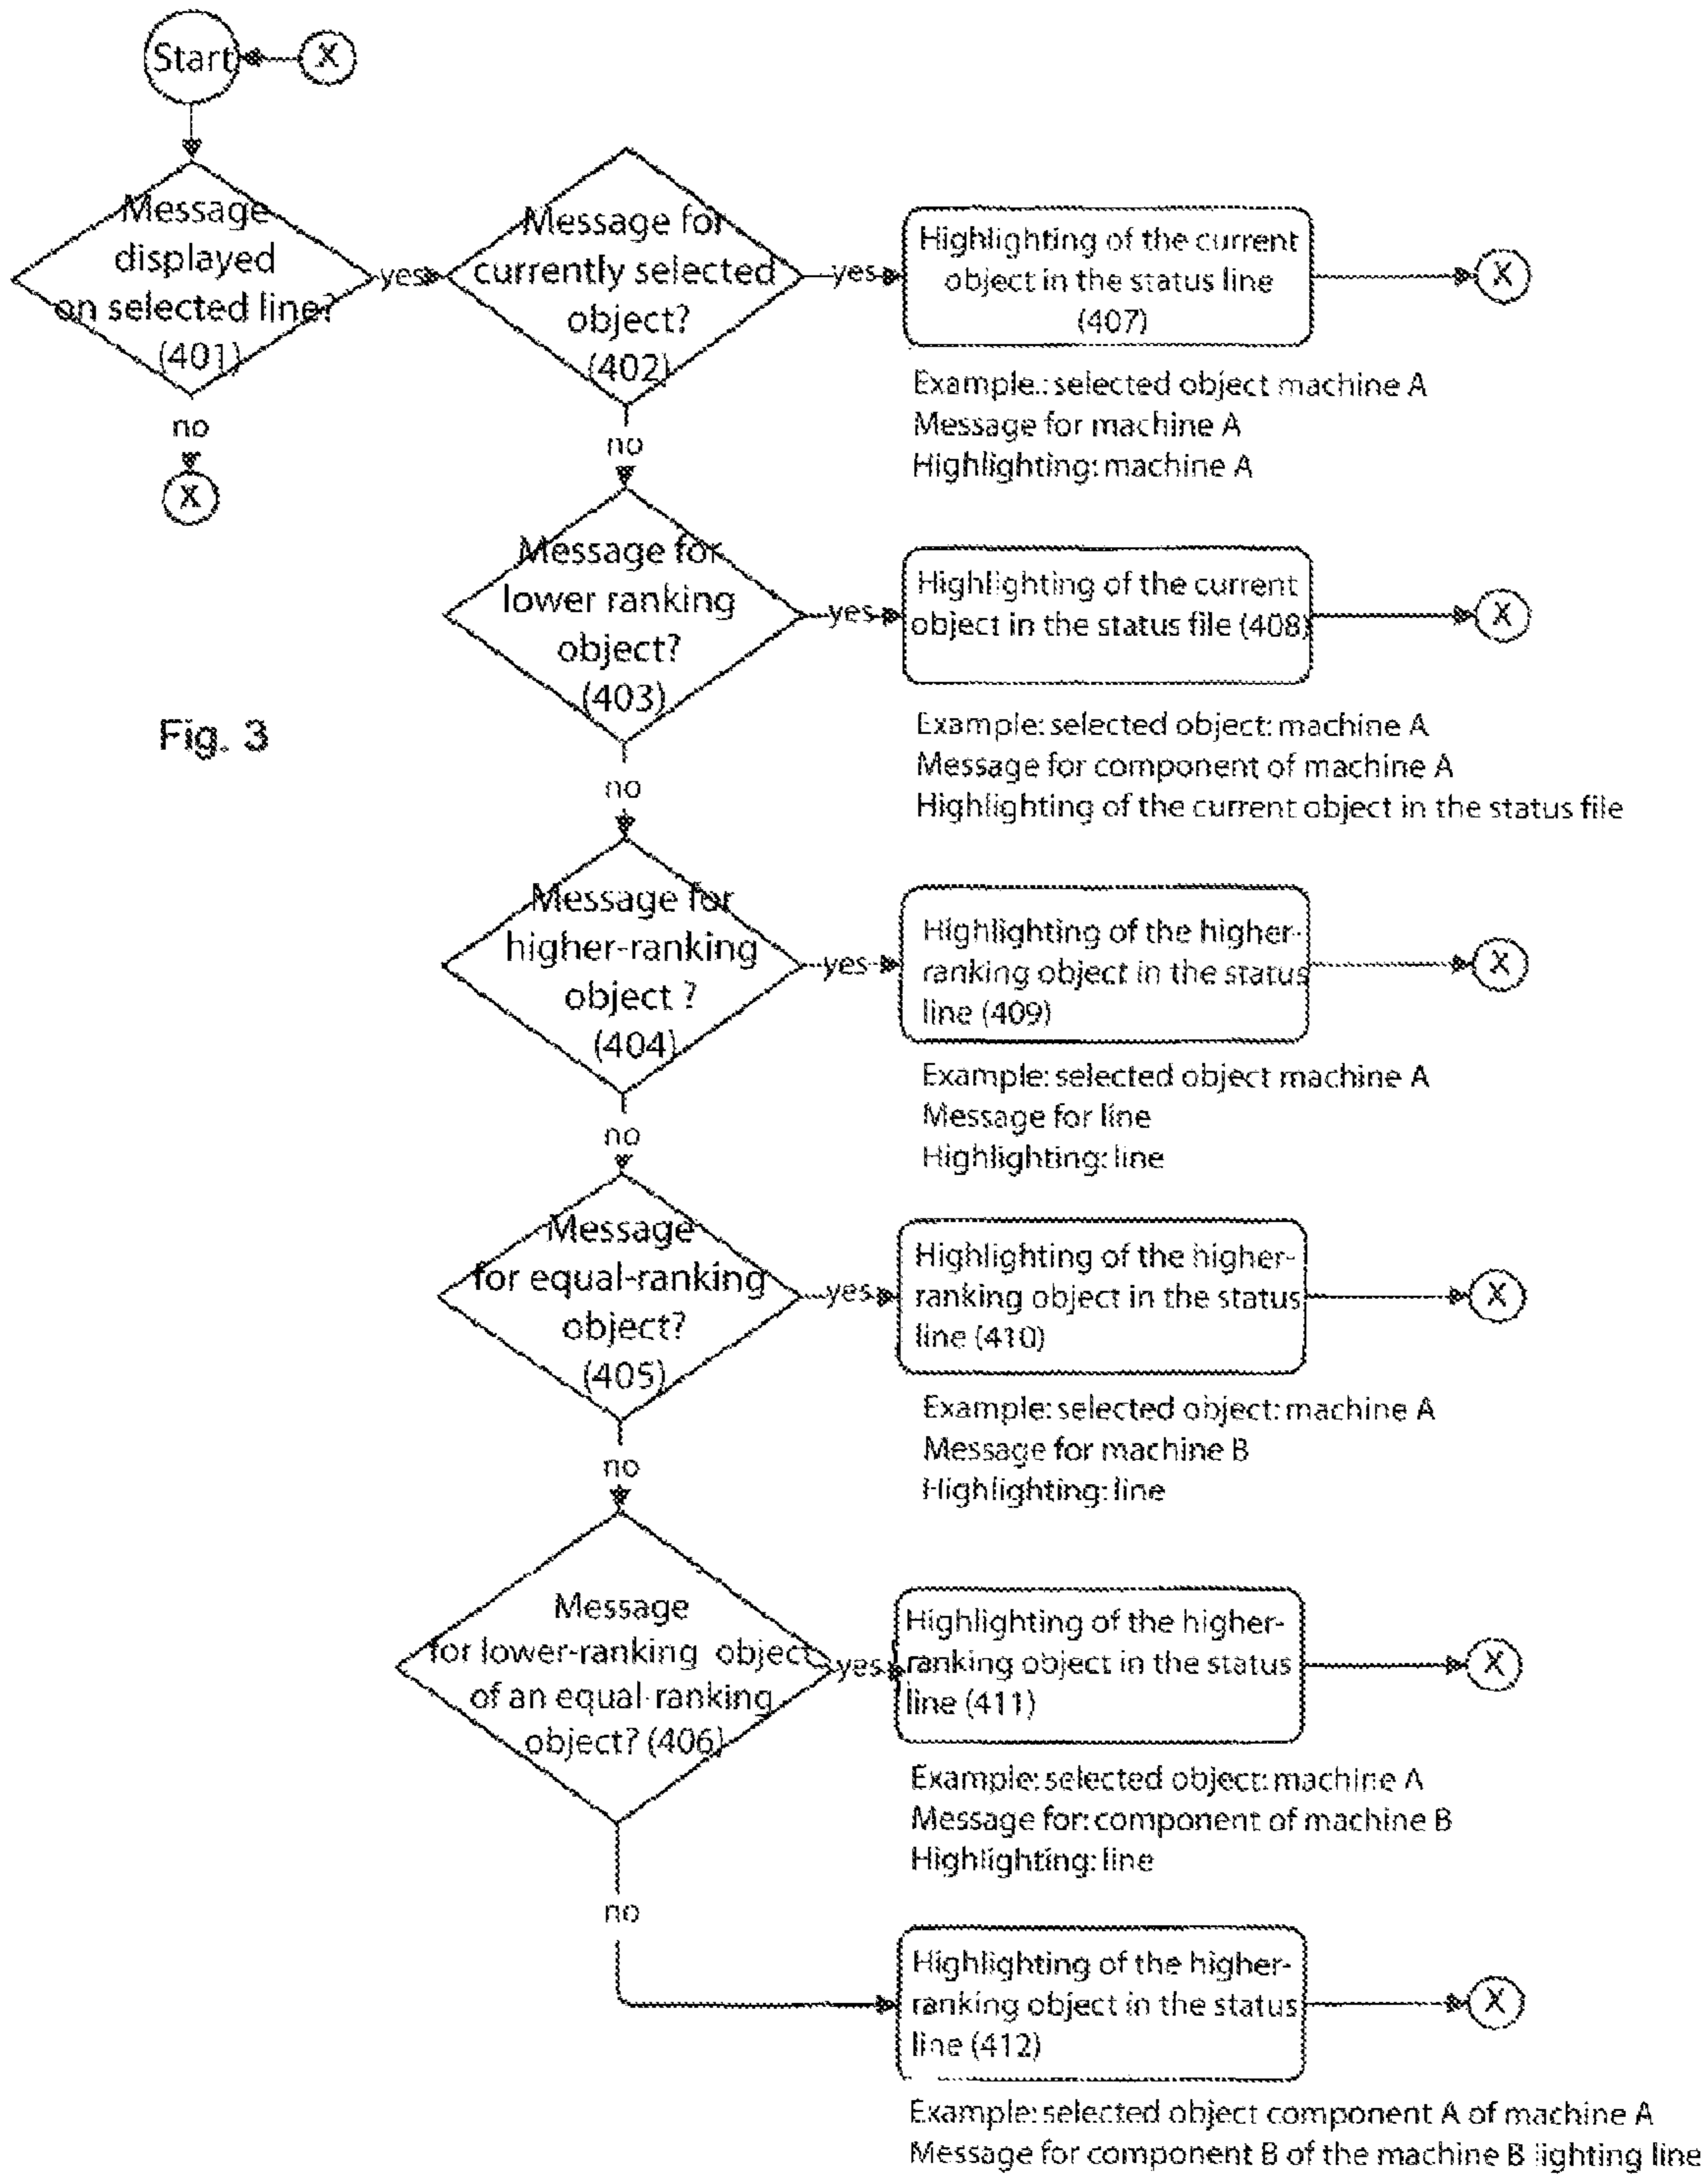 Start
X
Message
displayed
on selected line?
(401)
yes
no
X
Message for
currently selected
object?
(402)
yes
no
Highlighting of the current
object in the status line
(407)
X
Example.: selected object machine A
Message for machine A
Highlighting: machine A
Message for
lower ranking
object?
(403)
yes
no
Highlighting of the current
object in the status file (408)
X
Example: selected object: machine A
Message for component of machine A
Highlighting of the current object in the status file
Fig. 3
Message for
higher-ranking
object ?
(404)
yes
no
Highlighting of the higher-
ranking object in the status
line (409)
X
Example: selected object machine A
Message for line
Highlighting: line
Message
for equal-ranking
object?
(405)
yes
no
Highlighting of the higher-
ranking object in the status
line (410)
X
Example: selected object: machine A
Message for machine B
Highlighting: line
Message
for lower-ranking object
of an equal-ranking
object? (406)
yes
no
Highlighting of the higher-
ranking object in the status
line (411)
X
Example: selected object: machine A
Message for: component of machine B
Highlighting: line
Highlighting of the higher-
ranking object in the status
line (412)
X
Example: selected object component A of machine A
Message for component B of the machine B lighting line